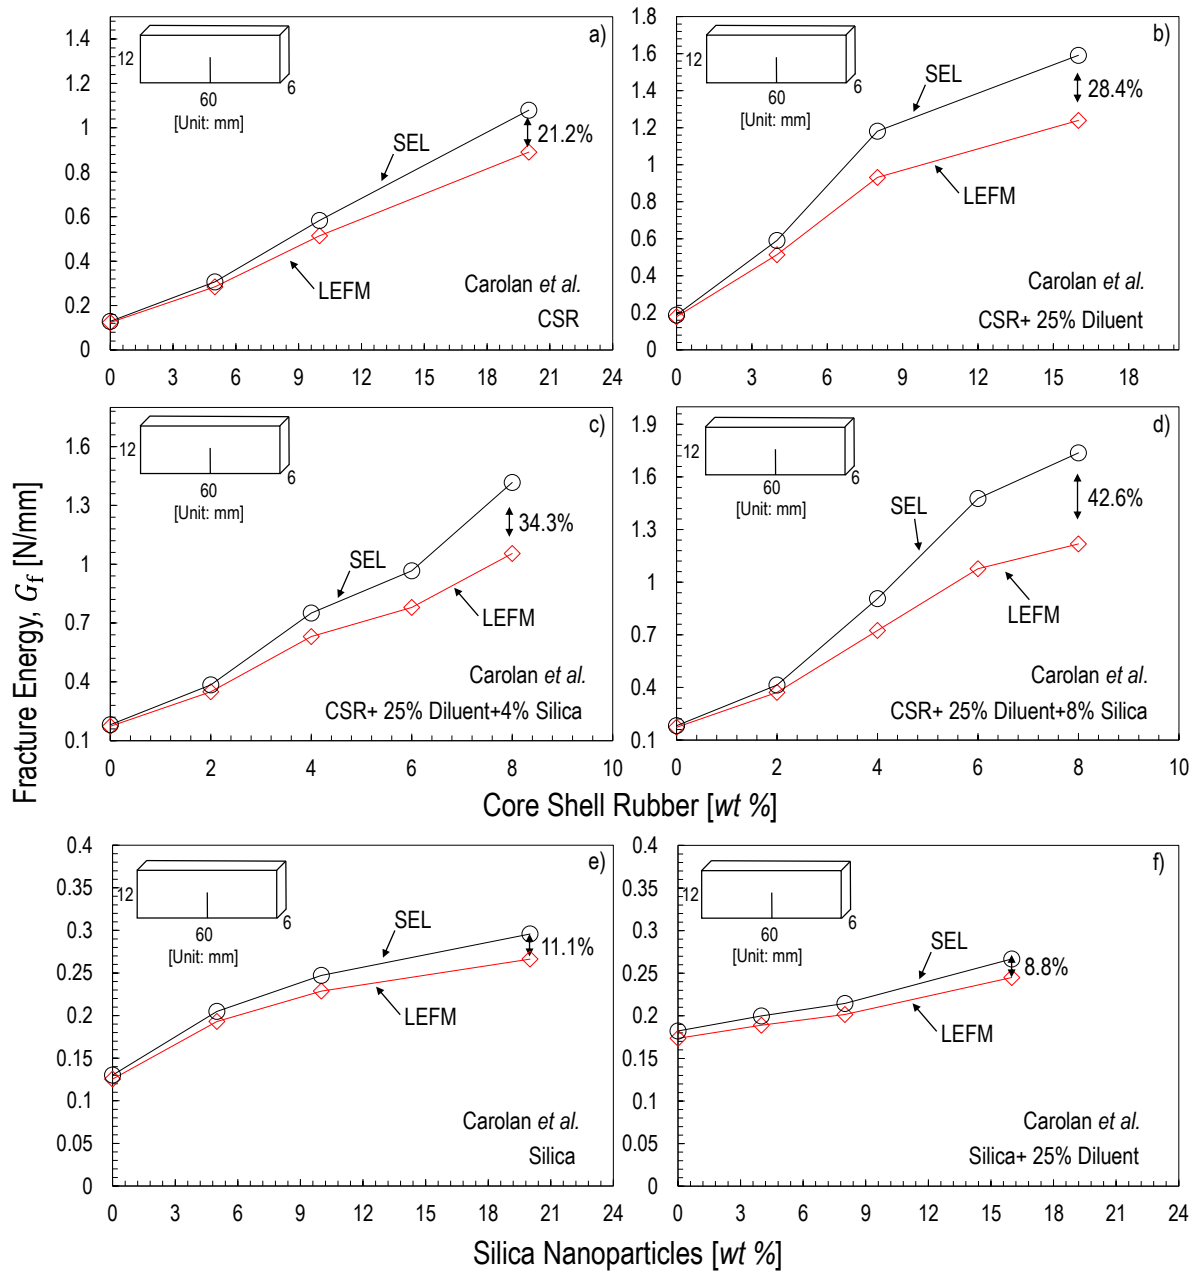 a)
1.4
1.2
1
0.8
0.6
0.4
0.2
0
12
60
6
[Unit: mm]
SEL
21.2%
LEFM
Carolan et al.
CSR
0 3 6 9 12 15 18 21 24
b)
1.8
1.6
1.4
1.2
1
0.8
0.6
0.4
0.2
0
12
60
6
[Unit: mm]
SEL
28.4%
LEFM
Carolan et al.
CSR+ 25% Diluent
0 3 6 9 12 15 18
c)
1.6
1.3
1
0.7
0.4
0.1
12
60
6
[Unit: mm]
SEL
34.3%
LEFM
Carolan et al.
CSR+ 25% Diluent+4% Silica
0 2 4 6 8 10
d)
1.9
1.6
1.3
1
0.7
0.4
0.1
12
60
6
[Unit: mm]
SEL
42.6%
LEFM
Carolan et al.
CSR+ 25% Diluent+8% Silica
0 2 4 6 8 10
Fracture Energy, G_f [N/mm]
Core Shell Rubber [wt %]
e)
0.4
0.35
0.3
0.25
0.2
0.15
0.1
0.05
0
12
60
6
[Unit: mm]
SEL
11.1%
LEFM
Carolan et al.
Silica
0 3 6 9 12 15 18 21 24
f)
0.4
0.35
0.3
0.25
0.2
0.15
0.1
0.05
0
12
60
6
[Unit: mm]
SEL
8.8%
LEFM
Carolan et al.
Silica+ 25% Diluent
0 3 6 9 12 15 18 21 24
Silica Nanoparticles [wt %]